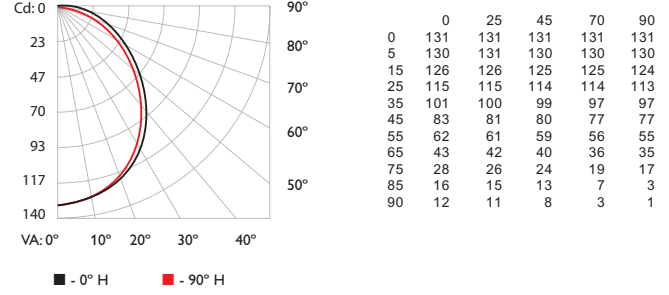 Cd: 0
23
47
70
93
117
140
90°
80°
70°
60°
50°
VA: 0° 10° 20° 30° 40°
- 0° H - 90° H
0 25 45 70 90
0 131 131 131 131 131
5 130 131 130 130 130
15 126 126 125 125 124
25 115 115 114 114 113
35 101 100 99 97 97
45 83 81 80 77 77
55 62 61 59 56 55
65 43 42 40 36 35
75 28 26 24 19 17
85 16 15 13 7 3
90 12 11 8 3 1